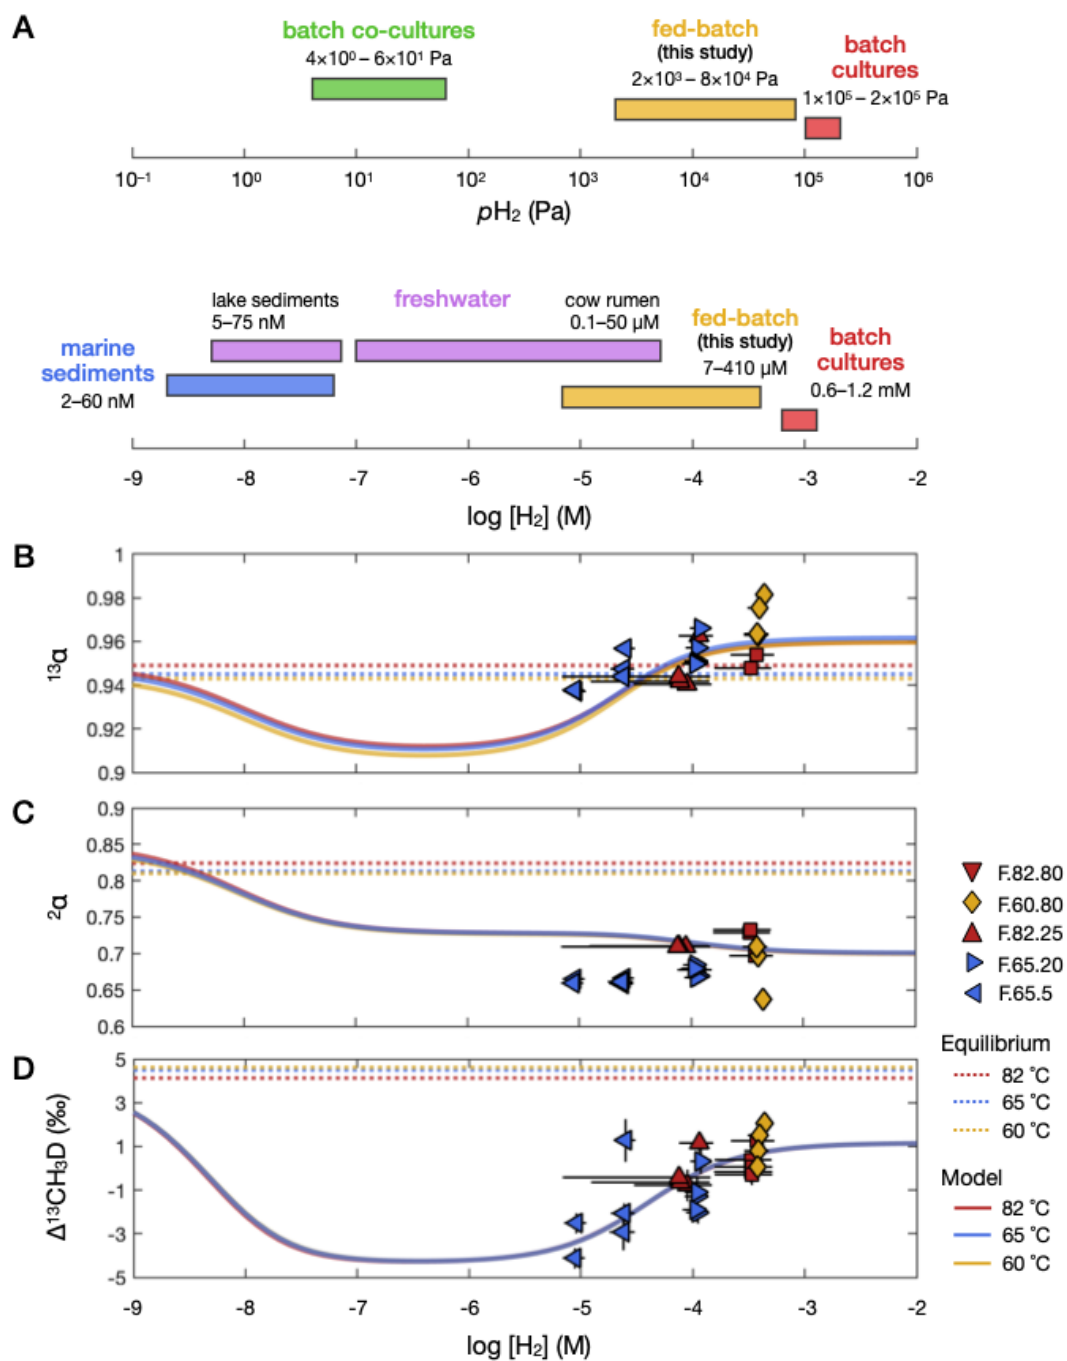 A
batch co-cultures
4×10⁰ – 6×10¹ Pa
fed-batch
(this study)
2×10³ – 8×10⁴ Pa
batch
cultures
1×10⁵ – 2×10⁵ Pa
10⁻¹ 10⁰ 10¹ 10² 10³ 10⁴ 10⁵ 10⁶
pH₂ (Pa)
lake sediments
5–75 nM
freshwater
cow rumen
0.1–50 µM
fed-batch
(this study)
7–410 µM
batch
cultures
0.6–1.2 mM
marine
sediments
2–60 nM
-9 -8 -7 -6 -5 -4 -3 -2
log [H₂] (M)
B
1
0.98
0.96
0.94
0.92
0.9
¹³α
C
0.9
0.85
0.8
0.75
0.7
0.65
0.6
²α
F.82.80
F.60.80
F.82.25
F.65.20
F.65.5
Equilibrium
82 °C
65 °C
60 °C
Model
82 °C
65 °C
60 °C
D
5
3
1
-1
-3
-5
Δ¹³CH₃D (‰)
-9 -8 -7 -6 -5 -4 -3 -2
log [H₂] (M)